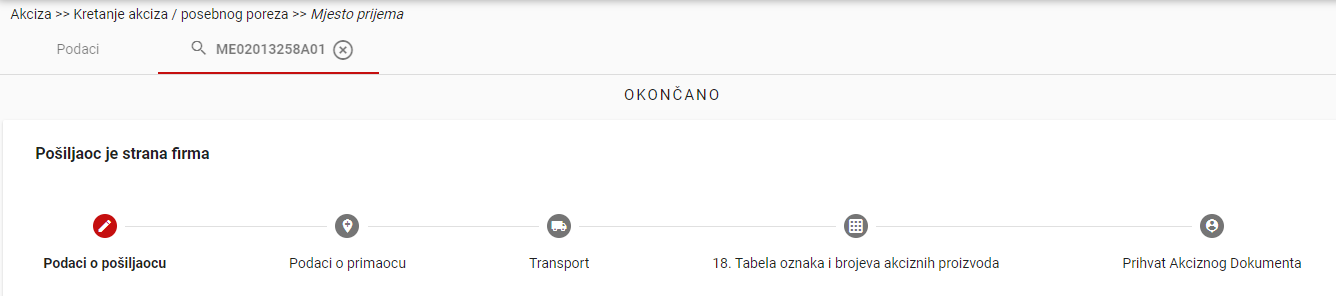 Akciza >> Kretanje akciza / posebnog poreza >> Mjesto prijema
Podaci ME02013258A01
OKONČANO
Pošiljaoc je strana firma
Podaci o pošiljaocu Podaci o primaocu Transport 18. Tabela oznaka i brojeva akciznih proizvoda Prihvat Akciznog Dokumenta